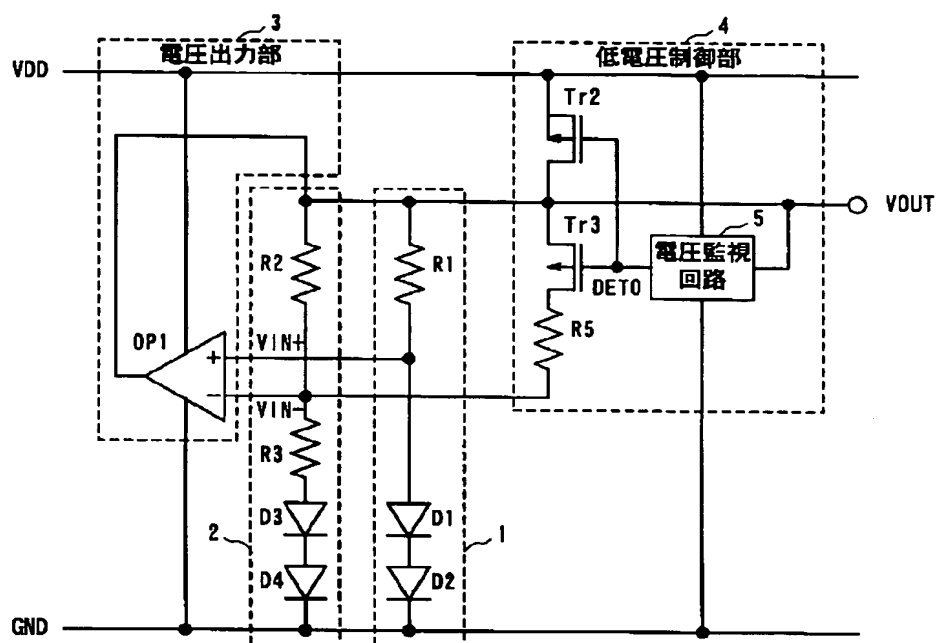 3
電圧出力部
4
低電圧制御部
VDD
Tr2
VOUT
Tr3
5
電圧監視
回路
DETO
R2
R1
R5
OP1
VIN+
+
−
VIN−
R3
D3
D1
2
1
D4
D2
GND